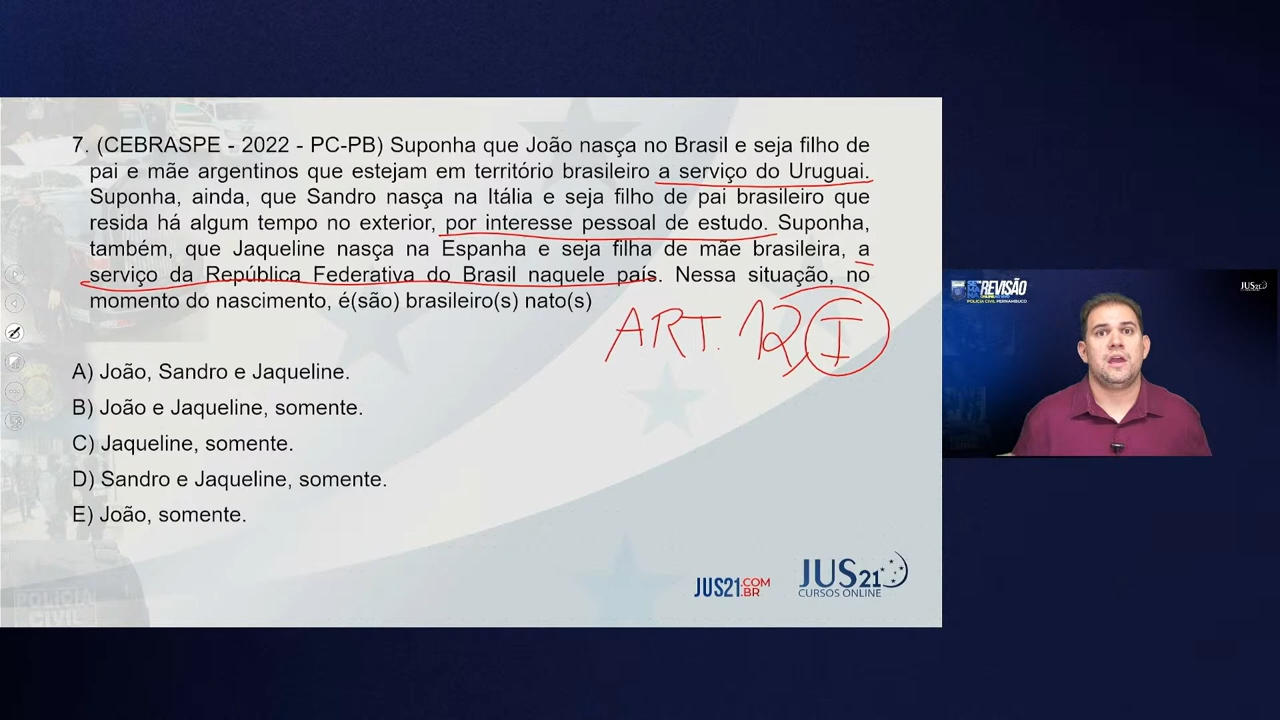 7. (CEBRASPE - 2022 - PC-PB) Suponha que João nasça no Brasil e seja filho de
pai e mãe argentinos que estejam em território brasileiro a serviço do Uruguai.
Suponha, ainda, que Sandro nasça na Itália e seja filho de pai brasileiro que
resida há algum tempo no exterior, por interesse pessoal de estudo. Suponha,
também, que Jaqueline nasça na Espanha e seja filha de mãe brasileira, a
serviço da República Federativa do Brasil naquele país. Nessa situação, no
momento do nascimento, é(são) brasileiro(s) nato(s)
ART. 12, I
A) João, Sandro e Jaqueline.
B) João e Jaqueline, somente.
C) Jaqueline, somente.
D) Sandro e Jaqueline, somente.
E) João, somente.
JUS21.COM.BR
JUS21
CURSOS ONLINE
POLÍCIA
CIVIL
SEMANA
REVISÃO
POLÍCIA CIVIL PERNAMBUCO
JUS21